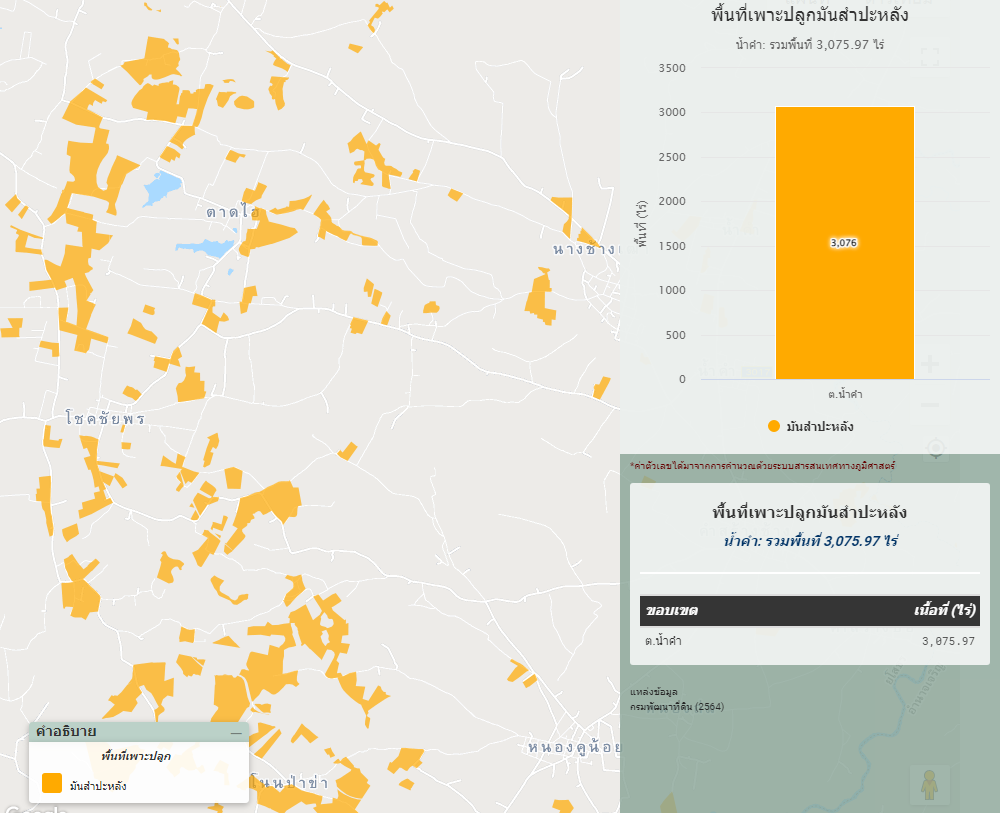 พื้นที่เพาะปลูกมันสำปะหลัง
น้ำคำ: รวมพื้นที่ 3,075.97 ไร่
3500
3000
2500
2000
1500
1000
500
0
พื้นที่ (ไร่)
3,076
ต.น้ำคำ
มันสำปะหลัง
*ค่าตัวเลขได้มาจากการคำนวณด้วยระบบสารสนเทศทางภูมิศาสตร์
พื้นที่เพาะปลูกมันสำปะหลัง
น้ำคำ: รวมพื้นที่ 3,075.97 ไร่
ขอบเขต เนื้อที่ (ไร่)
ต.น้ำคำ 3,075.97
แหล่งข้อมูล
กรมพัฒนาที่ดิน (2564)
ตาดไฮ
นางช้าง
โชคชัยพร
หนองคูน้อย
โนนป่าข่า
คำอธิบาย
พื้นที่เพาะปลูก
มันสำปะหลัง
Google